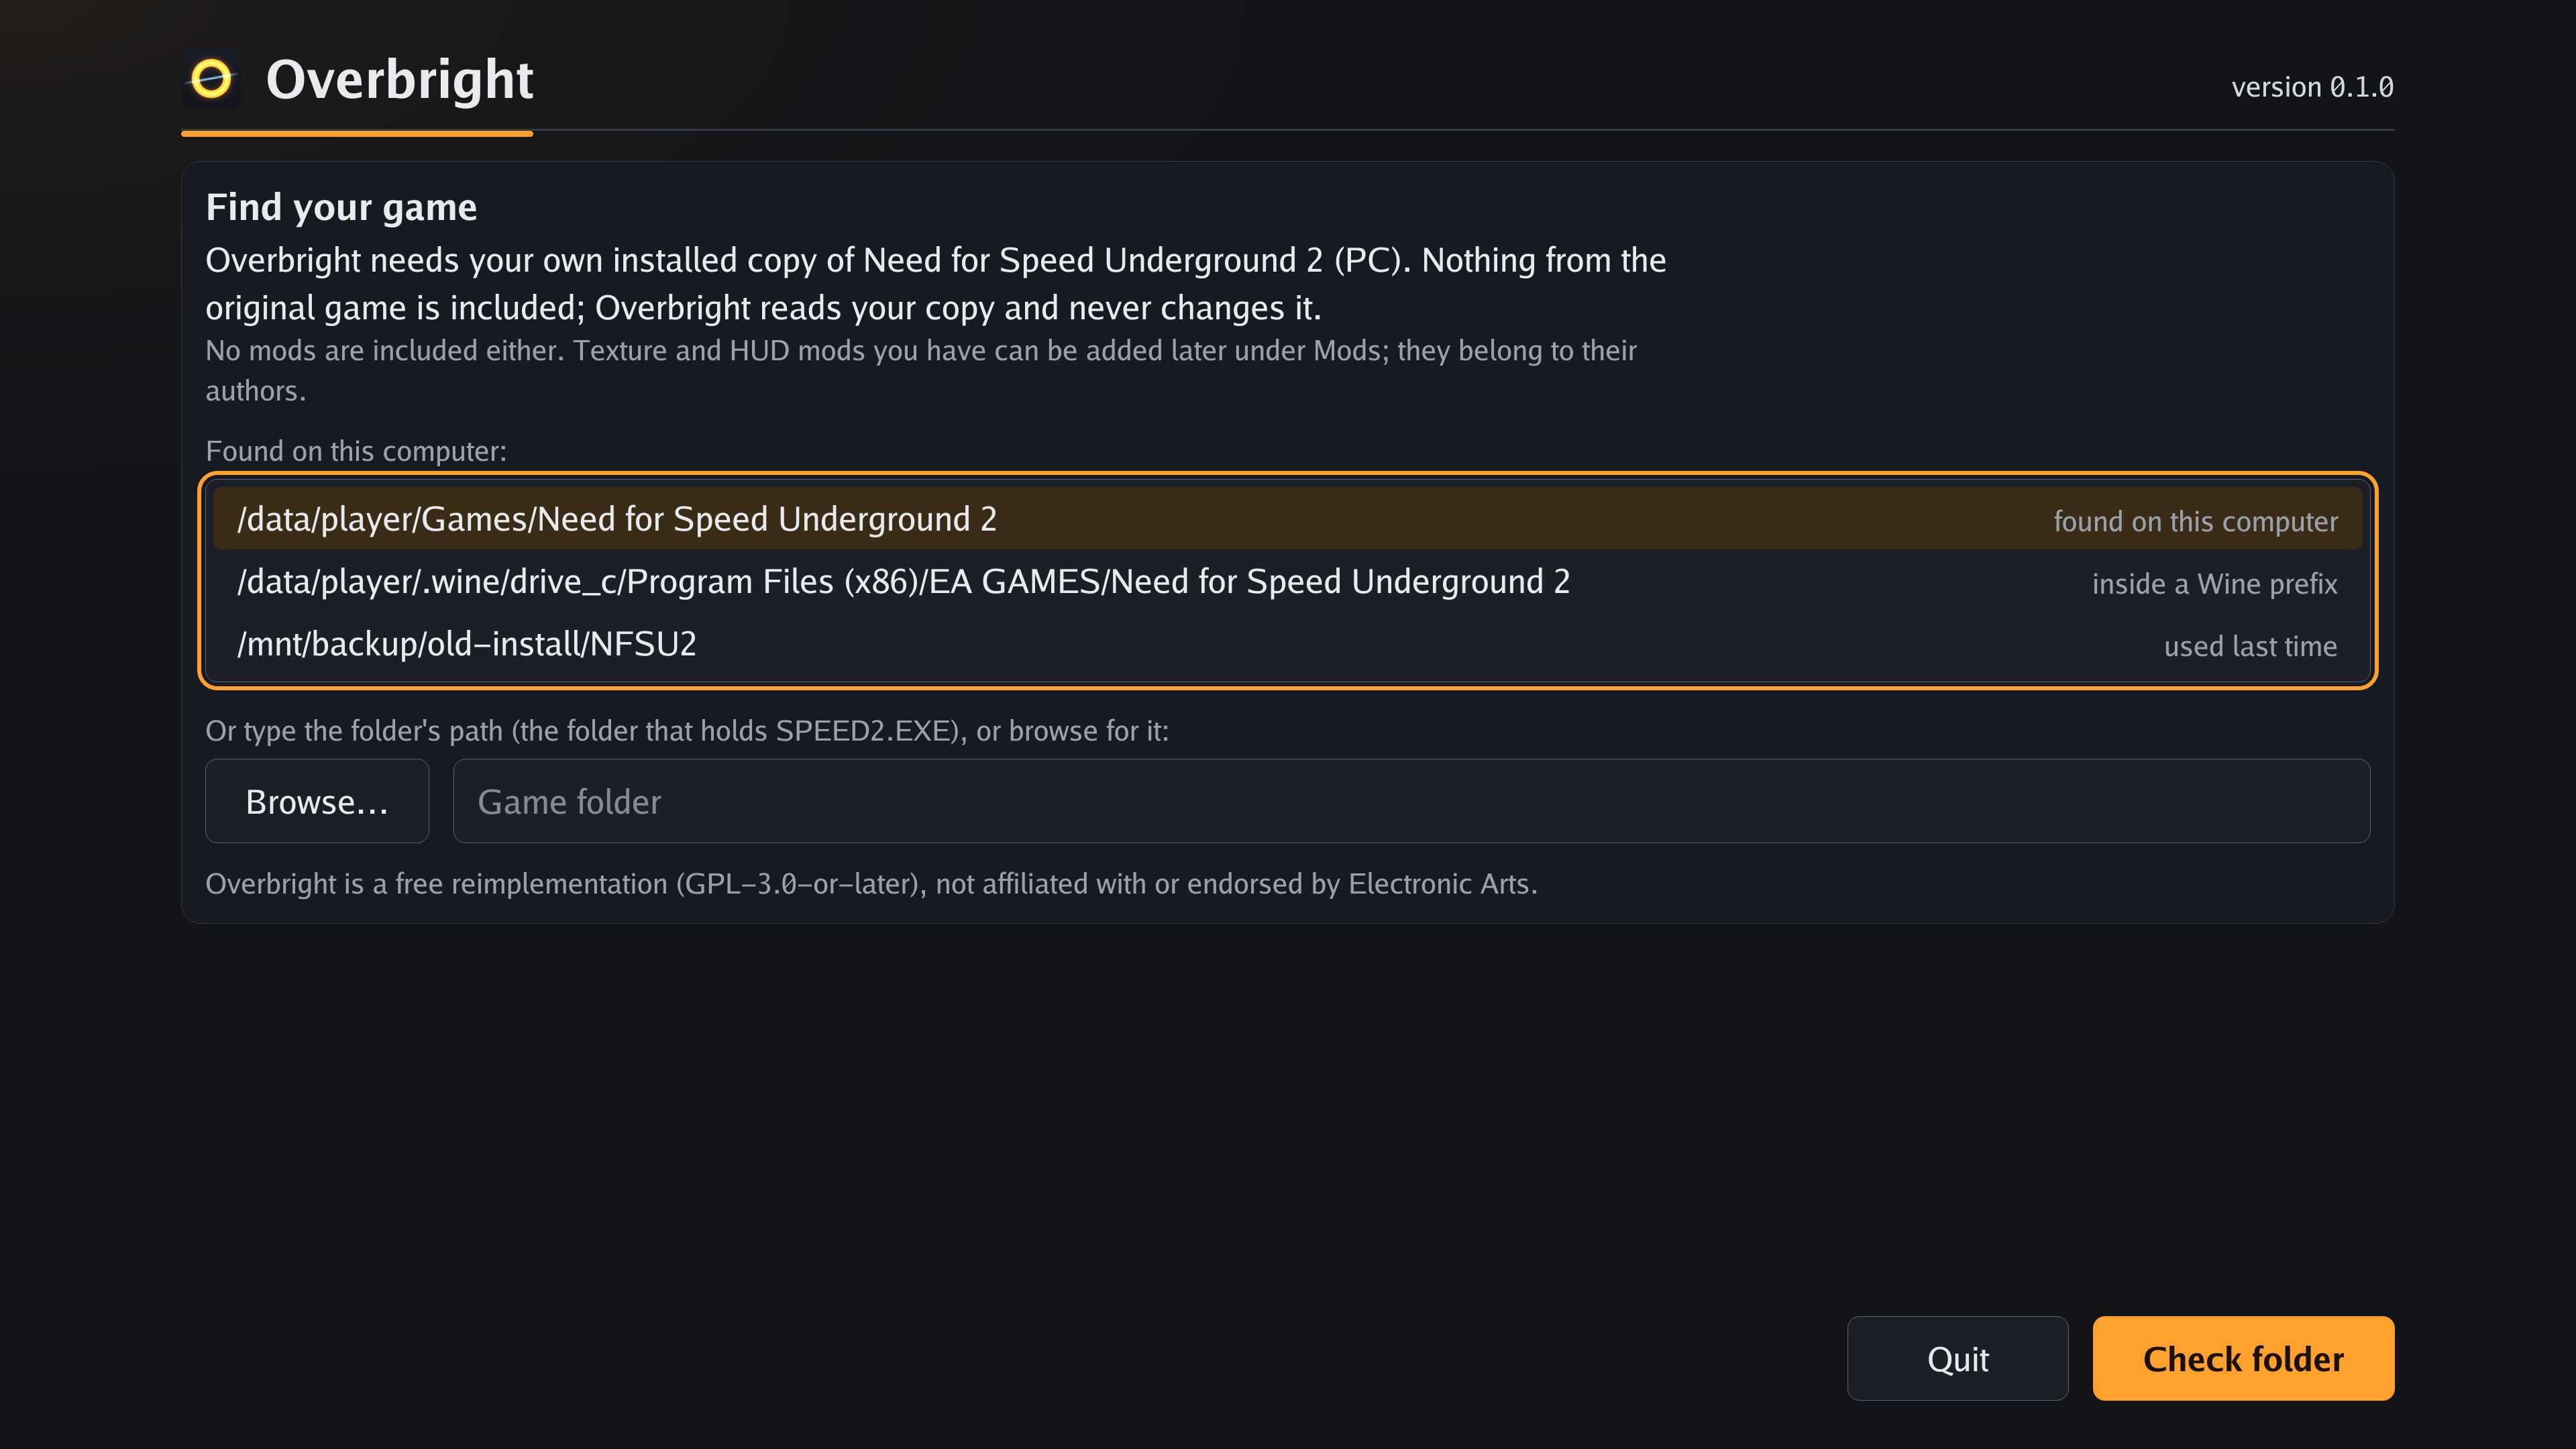 Overbright
version 0.1.0
Find your game
Overbright needs your own installed copy of Need for Speed Underground 2 (PC). Nothing from the
original game is included; Overbright reads your copy and never changes it.
No mods are included either. Texture and HUD mods you have can be added later under Mods; they belong to their
authors.
Found on this computer:
/data/player/Games/Need for Speed Underground 2
found on this computer
/data/player/.wine/drive_c/Program Files (x86)/EA GAMES/Need for Speed Underground 2
inside a Wine prefix
/mnt/backup/old-install/NFSU2
used last time
Or type the folder's path (the folder that holds SPEED2.EXE), or browse for it:
Browse...
Game folder
Overbright is a free reimplementation (GPL-3.0-or-later), not affiliated with or endorsed by Electronic Arts.
Quit
Check folder